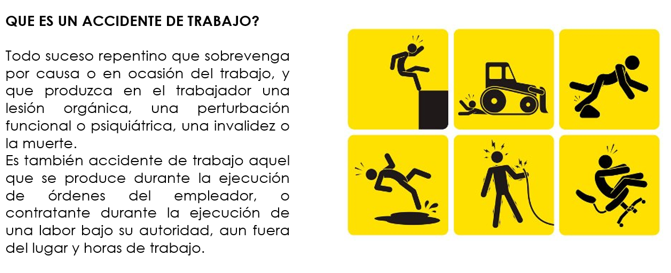 QUE ES UN ACCIDENTE DE TRABAJO?
Todo suceso repentino que sobrevenga
por causa o en ocasión del trabajo, y
que produzca en el trabajador una
lesión orgánica, una perturbación
funcional o psiquiátrica, una invalidez o
la muerte.
Es también accidente de trabajo aquel
que se produce durante la ejecución
de órdenes del empleador, o
contratante durante la ejecución de
una labor bajo su autoridad, aun fuera
del lugar y horas de trabajo.